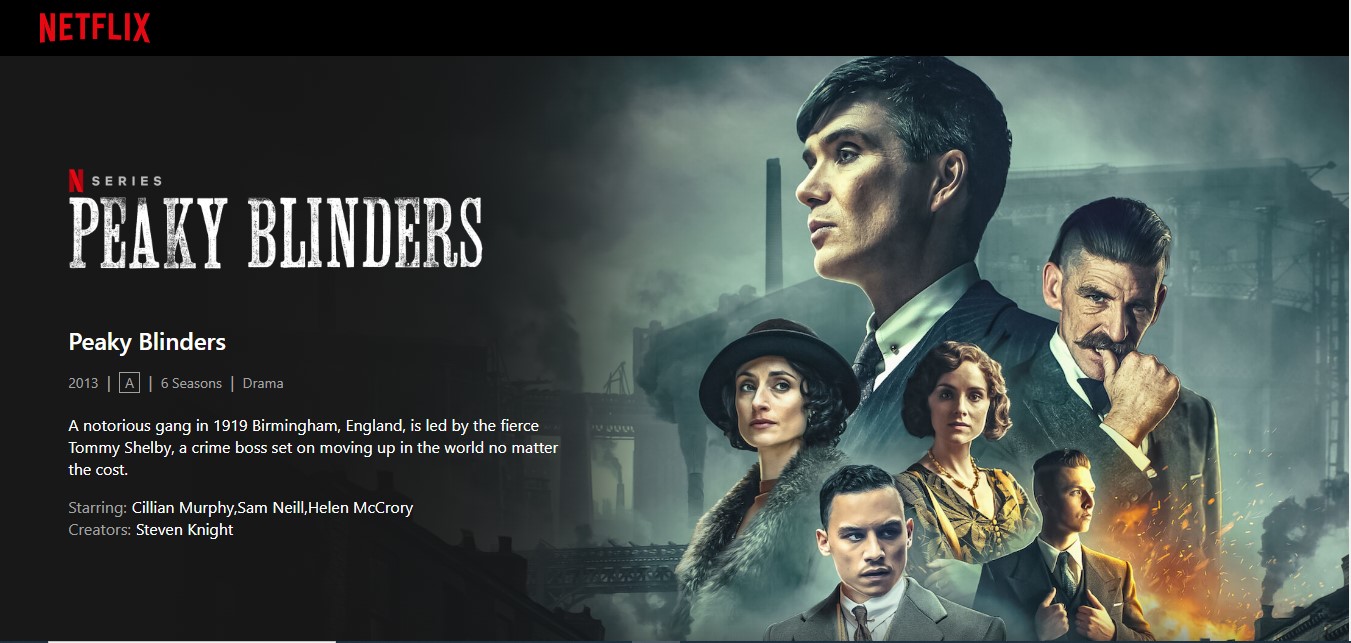 NETFLIX
N SERIES
PEAKY BLINDERS
Peaky Blinders
2013 | A | 6 Seasons | Drama
A notorious gang in 1919 Birmingham, England, is led by the fierce
Tommy Shelby, a crime boss set on moving up in the world no matter
the cost.
Starring: Cillian Murphy,Sam Neill,Helen McCrory
Creators: Steven Knight